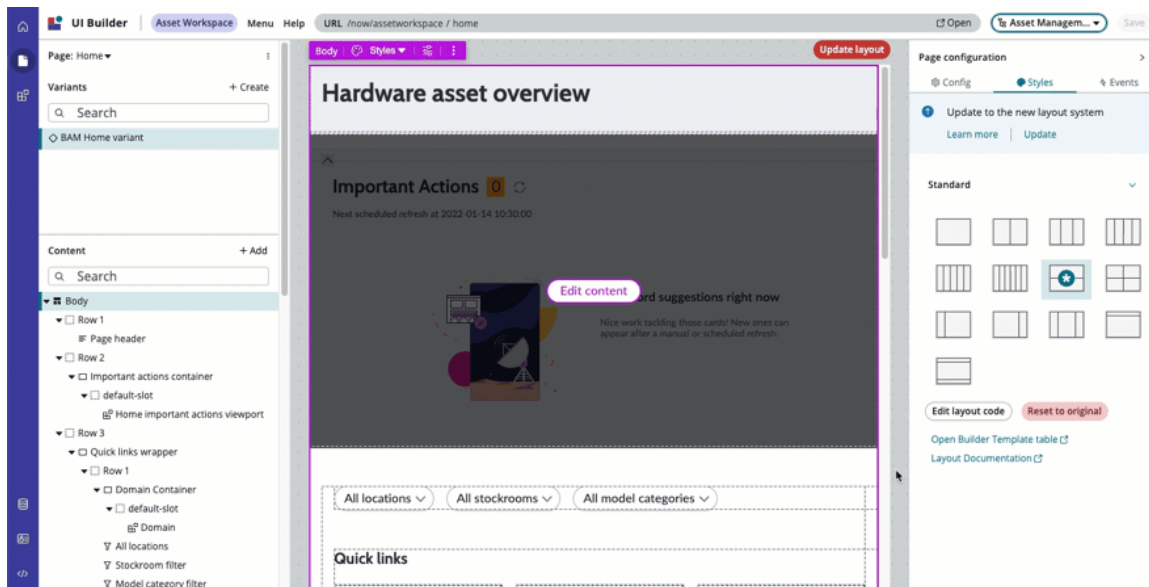 UI Builder Asset Workspace Menu Help URL /now/assetworkspace / home Open Asset Managem... Save
Page: Home
Variants + Create
Search
BAM Home variant
Content + Add
Search
Body
Row 1
Page header
Row 2
Important actions container
default-slot
Home important actions viewport
Row 3
Quick links wrapper
Row 1
Domain Container
default-slot
Domain
All locations
Stockroom filter
Model category filter
Body Styles Update layout
Hardware asset overview
Important Actions 0
Next scheduled refresh at 2022-01-14 10:30:00
Edit content
ord suggestions right now
Nice work tackling those cards! New ones can
appear after a manual or scheduled refresh.
All locations All stockrooms All model categories
Quick links
Page configuration
Config Styles Events
Update to the new layout system
Learn more Update
Standard
Edit layout code Reset to original
Open Builder Template table
Layout Documentation